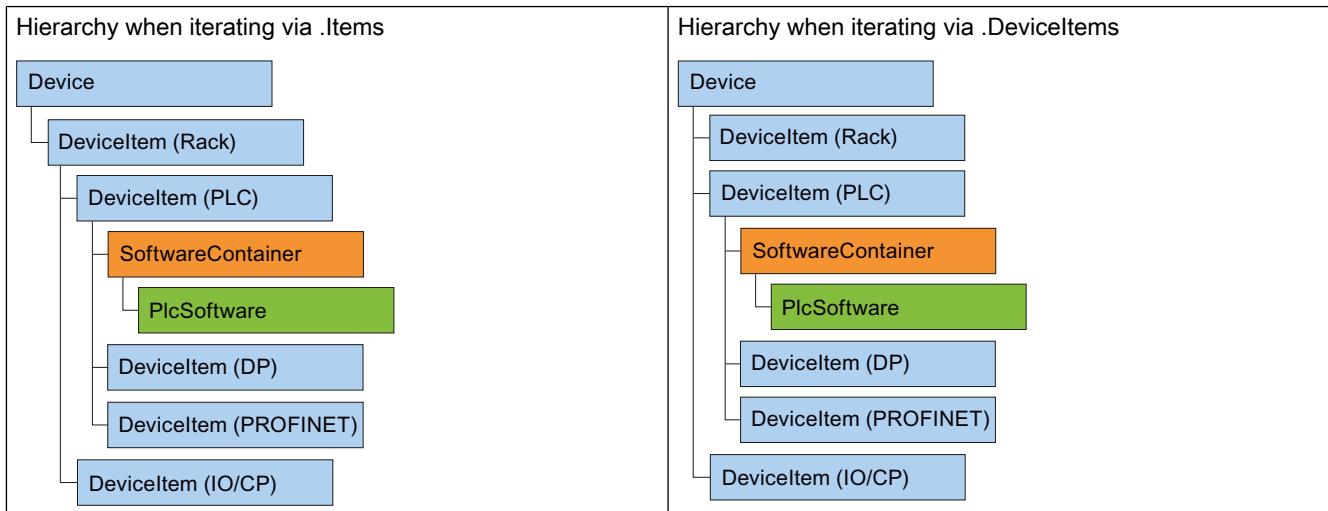 Hierarchy when iterating via .Items
Device
DeviceItem (Rack)
DeviceItem (PLC)
SoftwareContainer
PlcSoftware
DeviceItem (DP)
DeviceItem (PROFINET)
DeviceItem (IO/CP)
Hierarchy when iterating via .DeviceItems
Device
DeviceItem (Rack)
DeviceItem (PLC)
SoftwareContainer
PlcSoftware
DeviceItem (DP)
DeviceItem (PROFINET)
DeviceItem (IO/CP)